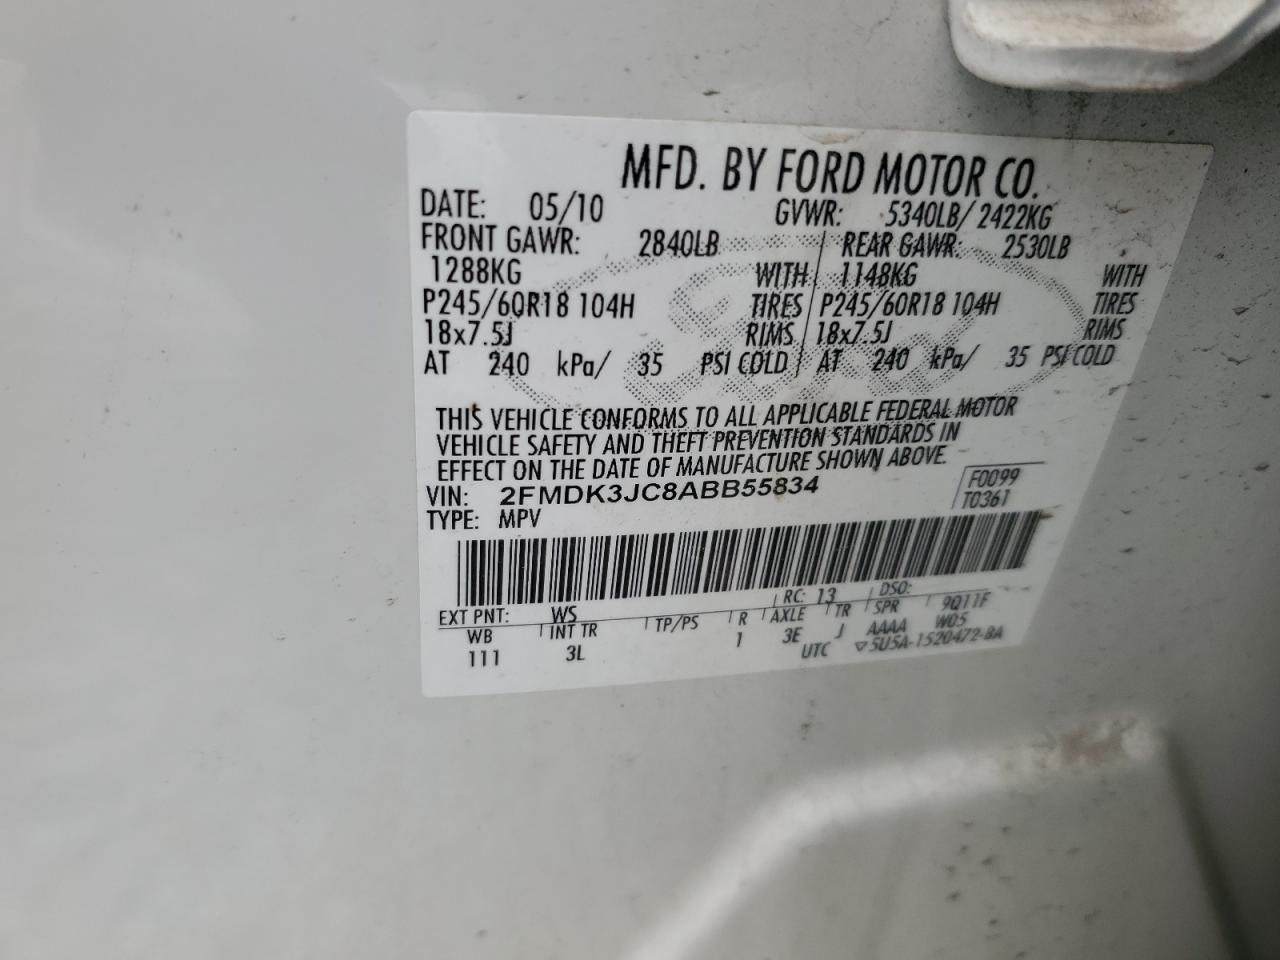 MFD. BY FORD MOTOR CO.
DATE: 05/10 GVWR: 5340LB/ 2422KG
FRONT GAWR: 2840LB REAR GAWR: 2530LB
1288KG WITH 1148KG WITH
P245/60R18 104H TIRES P245/60R18 104H TIRES
18x7.5J RIMS 18x7.5J RIMS
AT 240 kPa/ 35 PSI COLD AT 240 kPa/ 35 PSI COLD
THIS VEHICLE CONFORMS TO ALL APPLICABLE FEDERAL MOTOR
VEHICLE SAFETY AND THEFT PREVENTION STANDARDS IN
EFFECT ON THE DATE OF MANUFACTURE SHOWN ABOVE.
VIN: 2FMDK3JC8ABB55834 F0099
TYPE: MPV T0361
EXT PNT: WS RC: 13 DSO:
WB INT TR TP/PS R AXLE TR SPR 9Q11F
111 3L 1 3E J AAAA W05
UTC ▽5U5A-1520472-BA